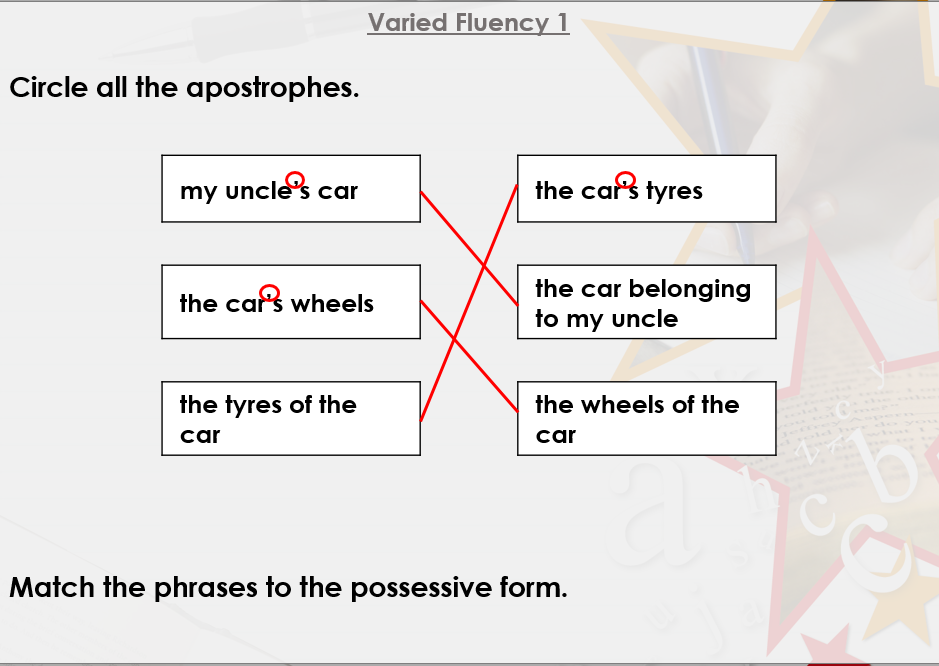 Varied Fluency 1
Circle all the apostrophes.
my uncle's car
the car's tyres
the car's wheels
the car belonging
to my uncle
the tyres of the
car
the wheels of the
car
Match the phrases to the possessive form.